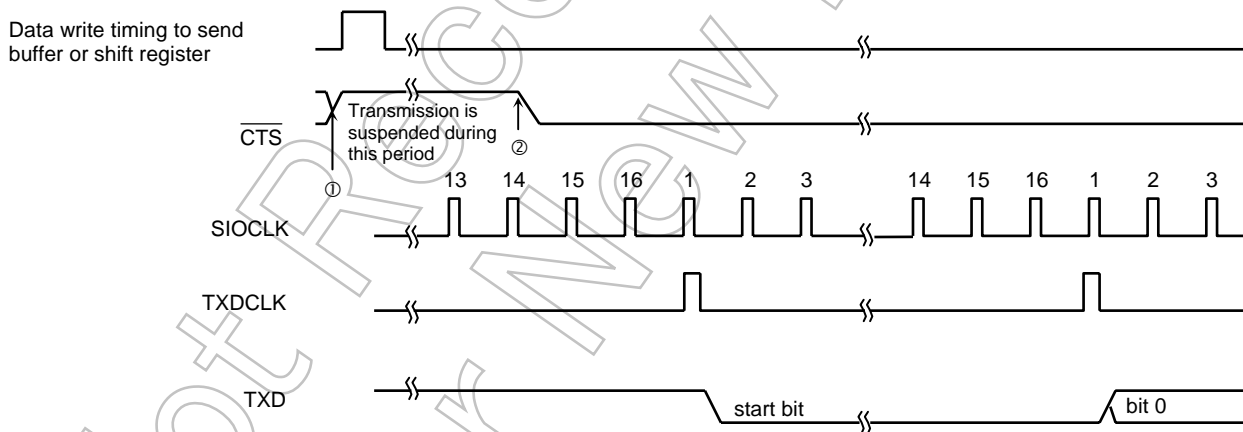 Data write timing to send
buffer or shift register
CTS
Transmission is
suspended during
this period
①
②
13 14 15 16 1 2 3 14 15 16 1 2 3
SIOCLK
TXDCLK
TXD
start bit
bit 0